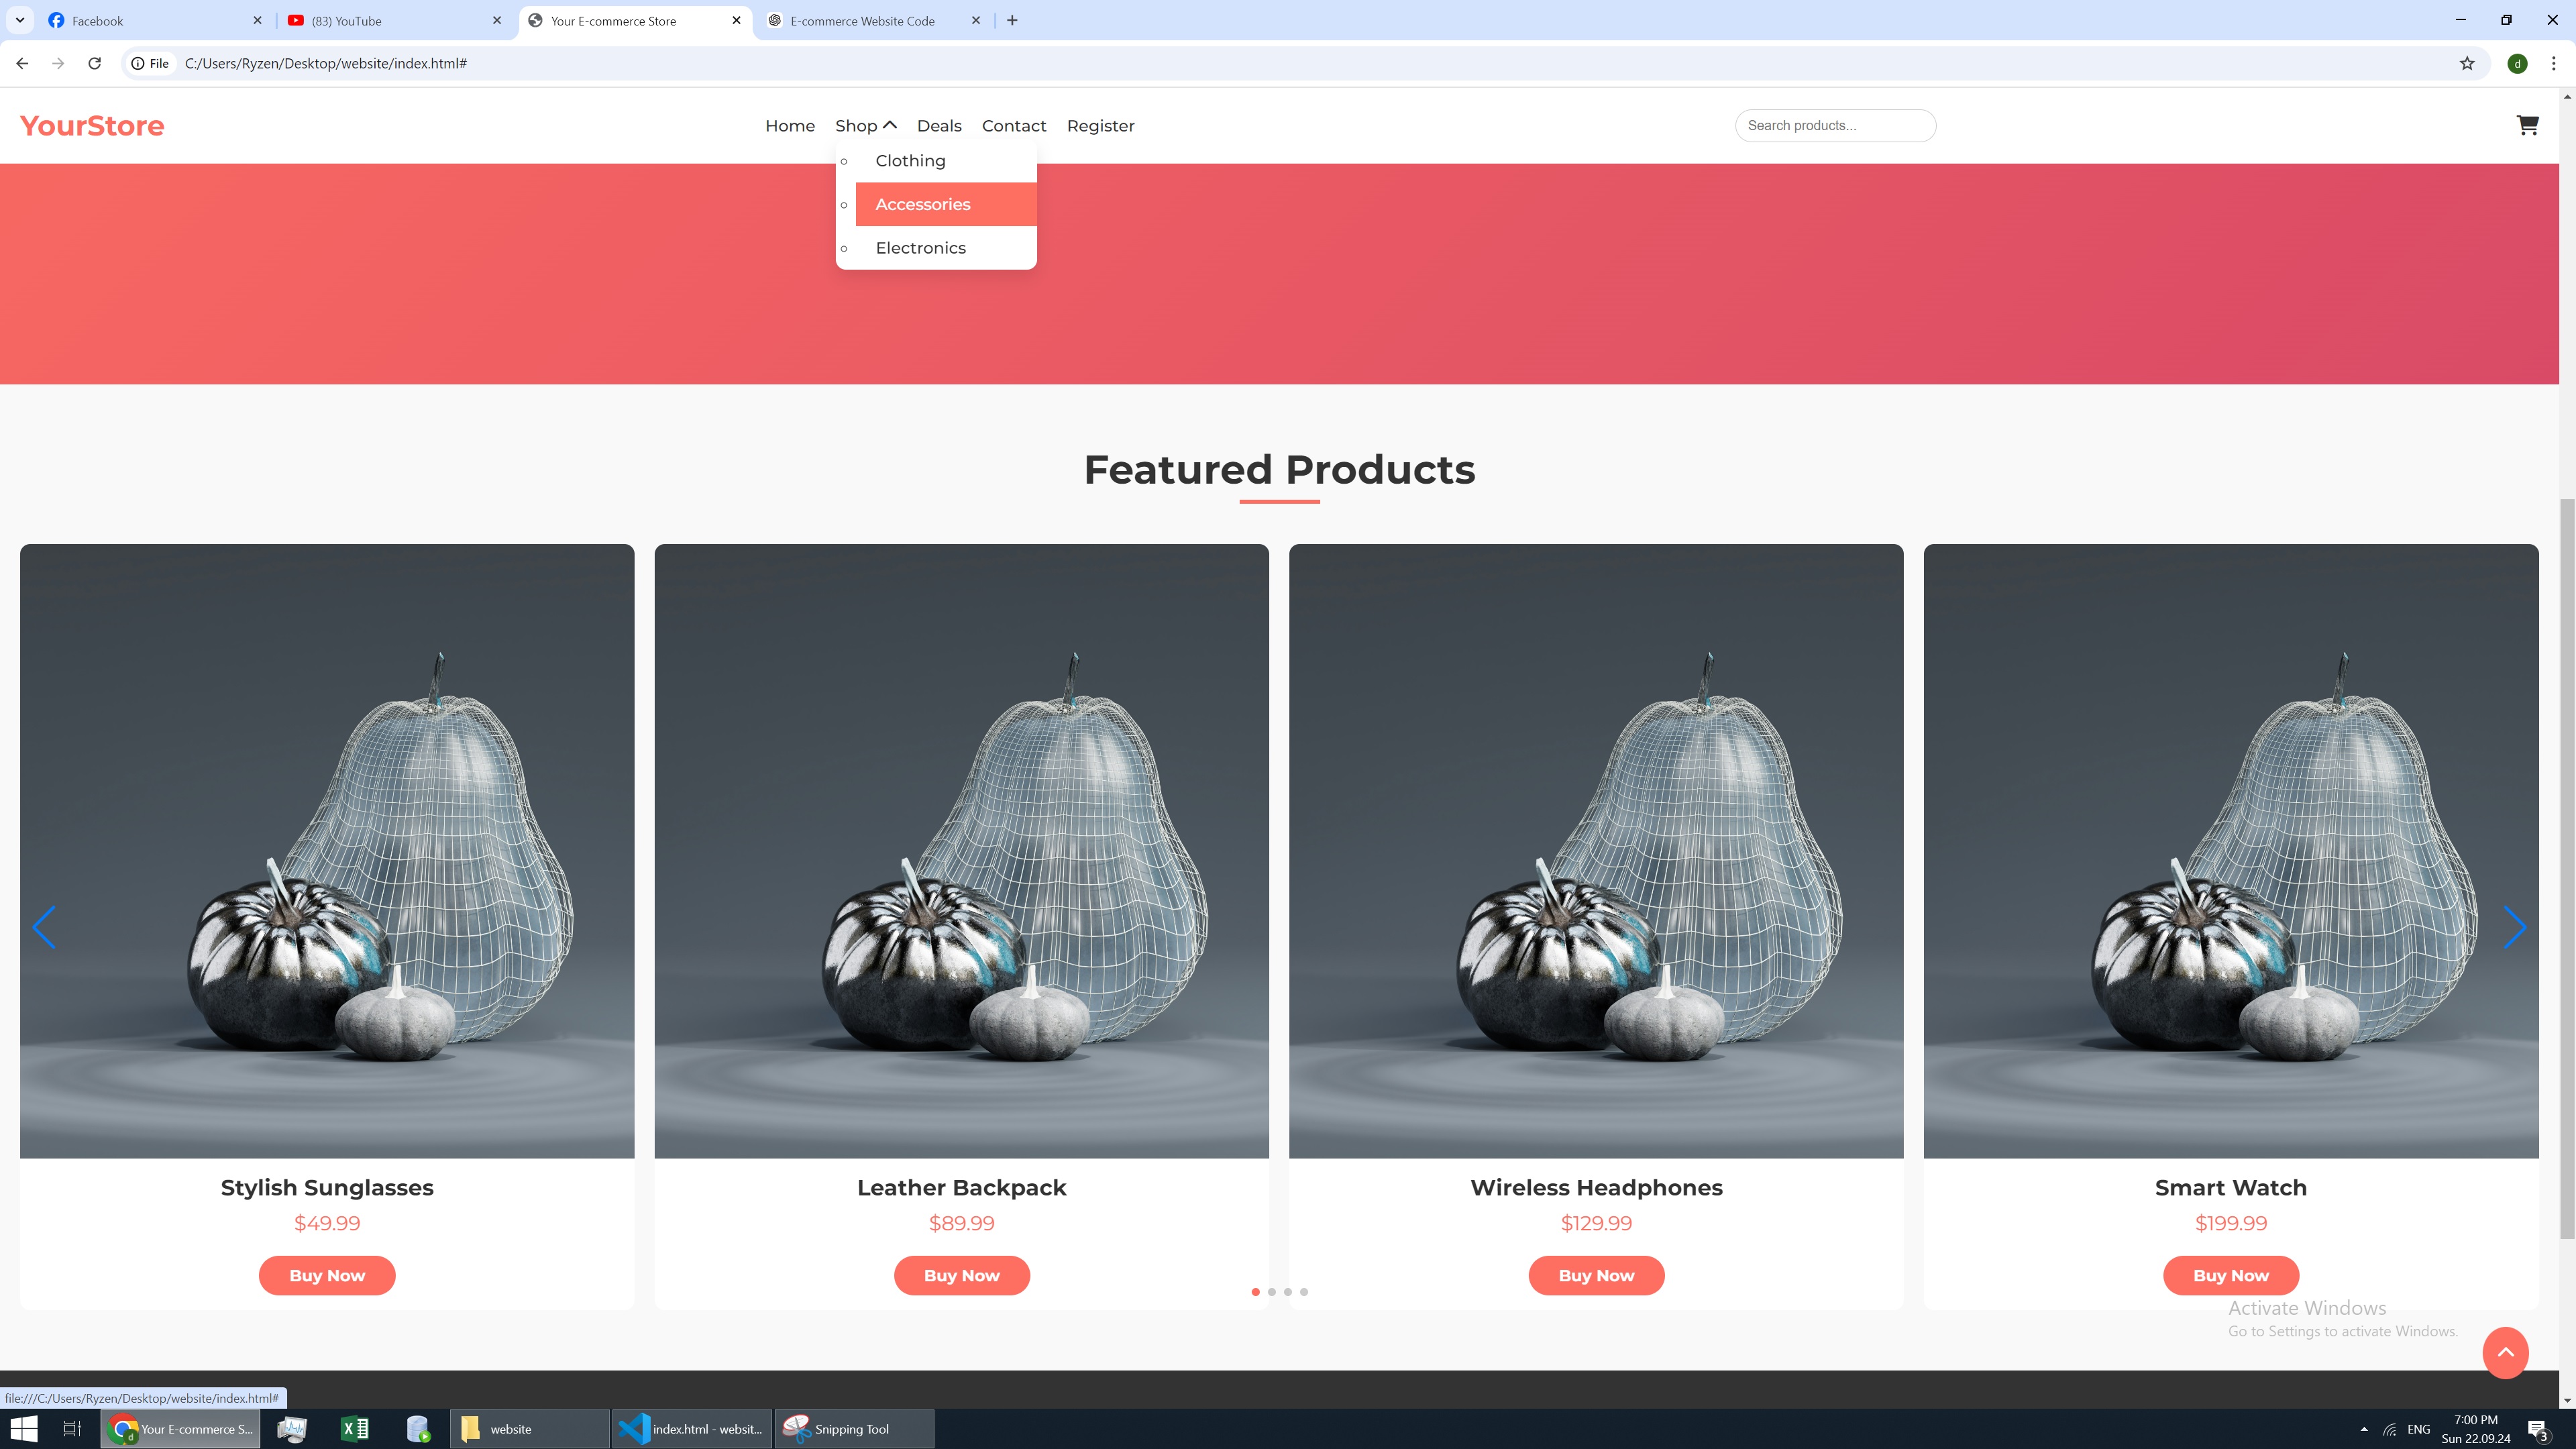 Facebook
(83) YouTube
Your E-commerce Store
E-commerce Website Code
File
C:/Users/Ryzen/Desktop/website/index.html#
d
YourStore
Home
Shop
Deals
Contact
Register
Search products...
Clothing
Accessories
Electronics
Featured Products
Stylish Sunglasses
$49.99
Buy Now
Leather Backpack
$89.99
Buy Now
Wireless Headphones
$129.99
Buy Now
Smart Watch
$199.99
Buy Now
Activate Windows
Go to Settings to activate Windows.
file:///C:/Users/Ryzen/Desktop/website/index.html#
d
Your E-commerce S...
website
index.html - websit...
Snipping Tool
ENG
7:00 PM
Sun 22.09.24
3